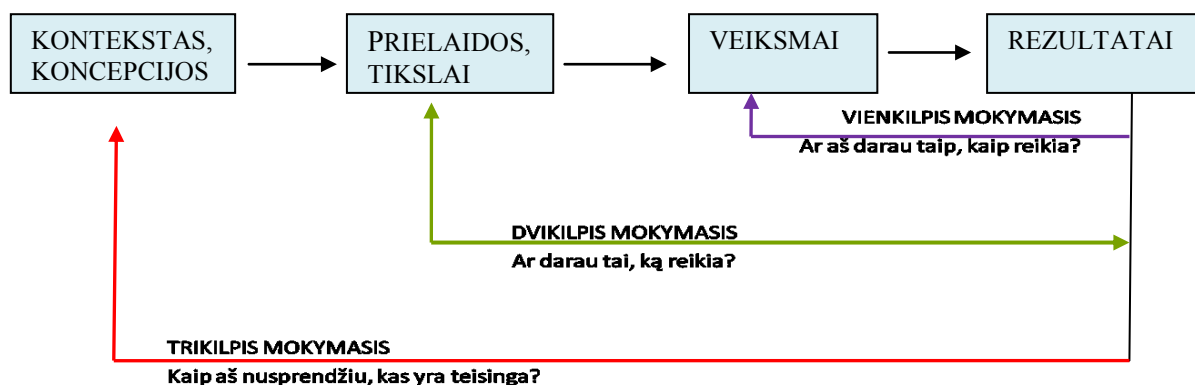 KONTEKSTAS,
KONCEPCIJOS
PRIELAIDOS,
TIKSLAI
VEIKSMAI
REZULTATAI
VIENKILPIS MOKYMASIS
Ar aš darau taip, kaip reikia?
DVIKILPIS MOKYMASIS
Ar darau tai, ką reikia?
TRIKILPIS MOKYMASIS
Kaip aš nusprendžiu, kas yra teisinga?